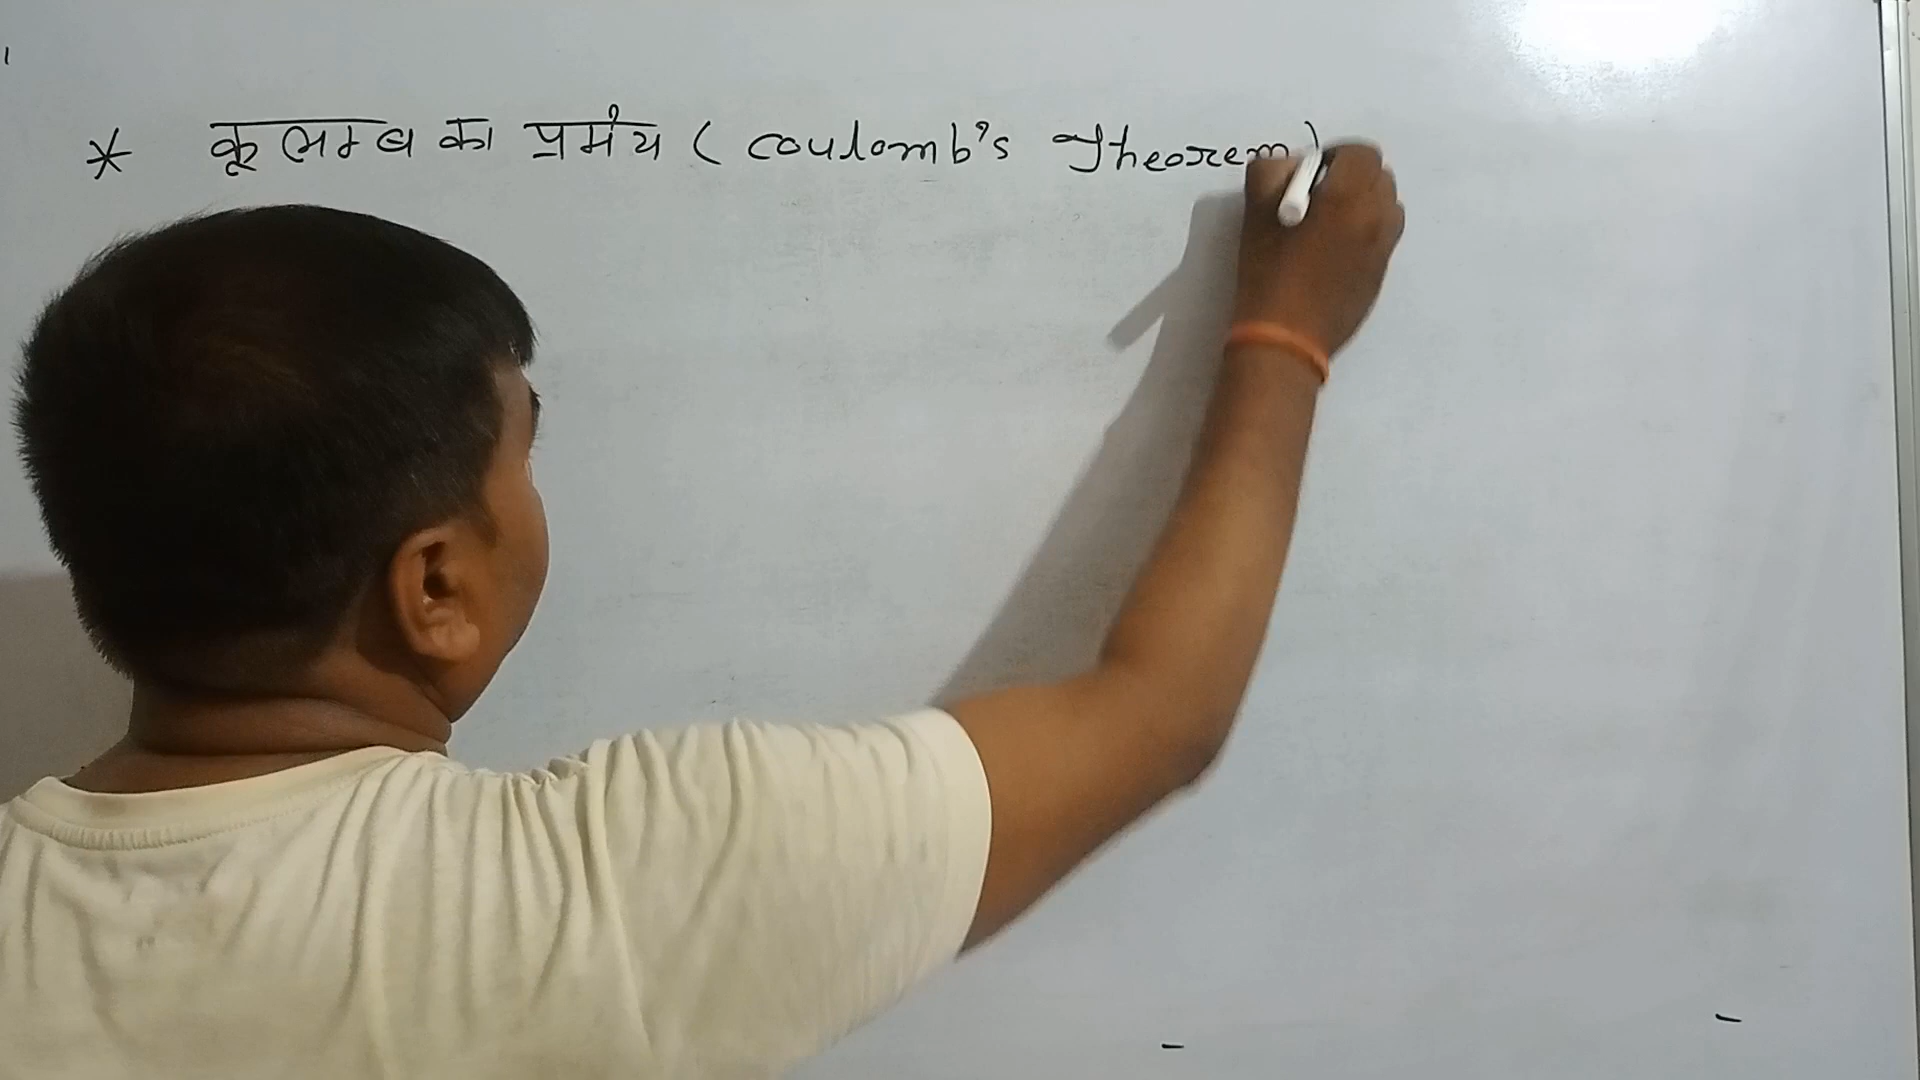 * कूलम्ब का प्रमंय ( Coulomb's Theorem )